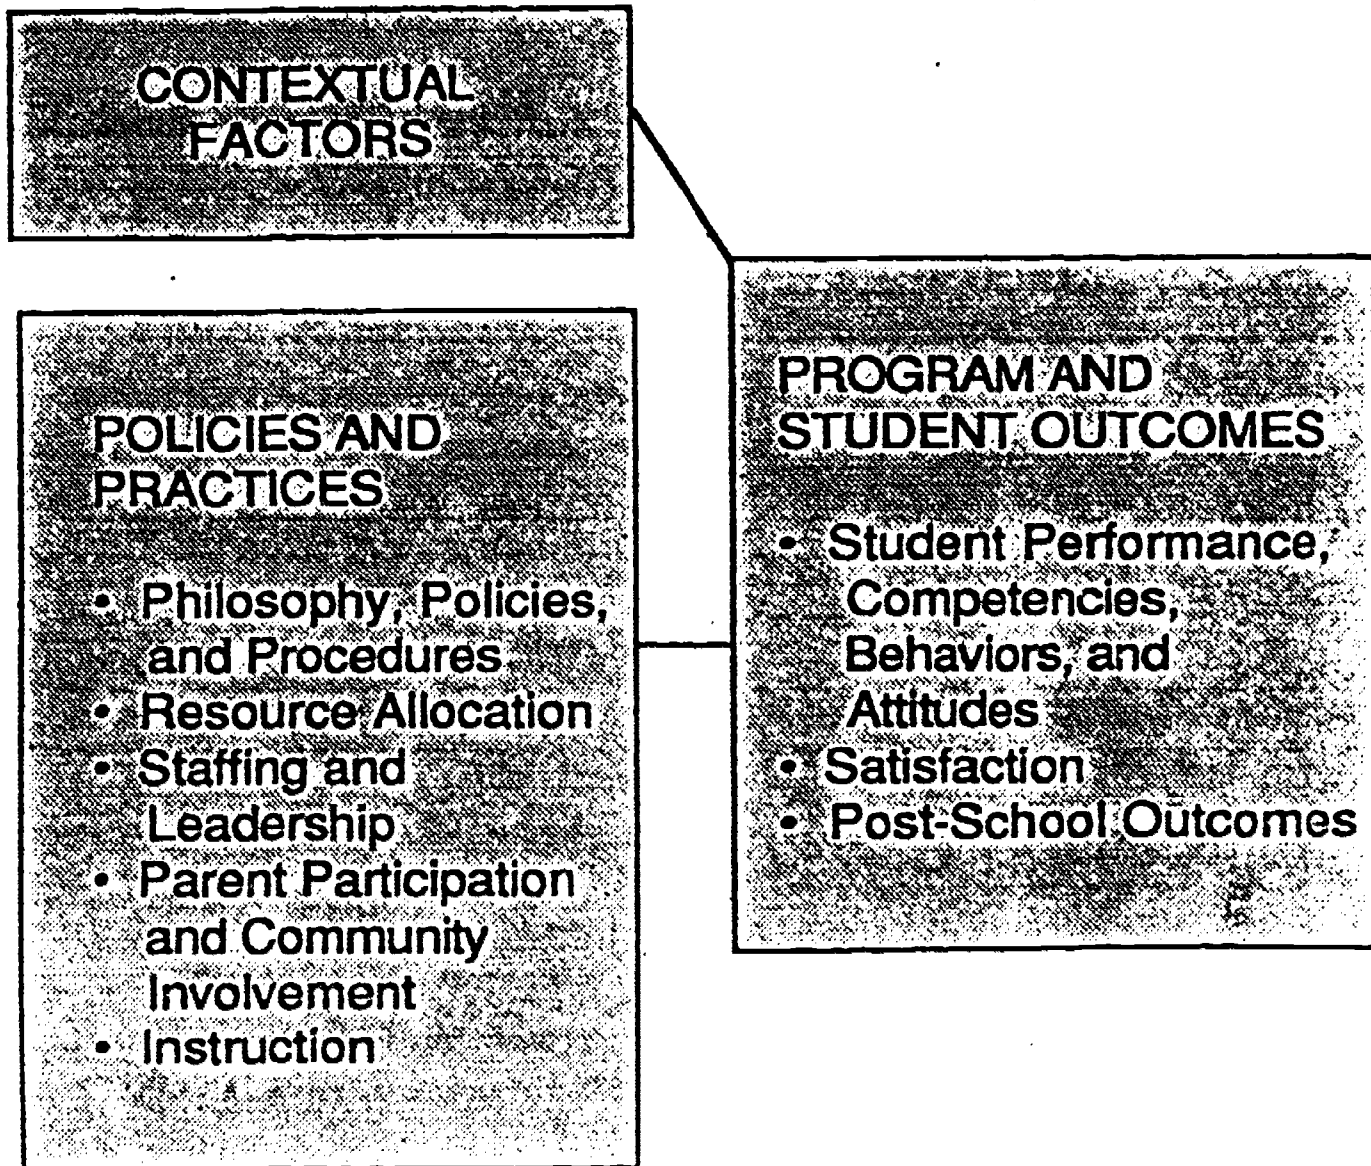 CONTEXTUAL
FACTORS
POLICIES AND
PRACTICES
• Philosophy, Policies,
and Procedures
• Resource Allocation
• Staffing and
Leadership
• Parent Participation
and Community
Involvement
• Instruction
PROGRAM AND
STUDENT OUTCOMES
• Student Performance,
Competencies,
Behaviors, and
Attitudes
• Satisfaction
• Post-School Outcomes